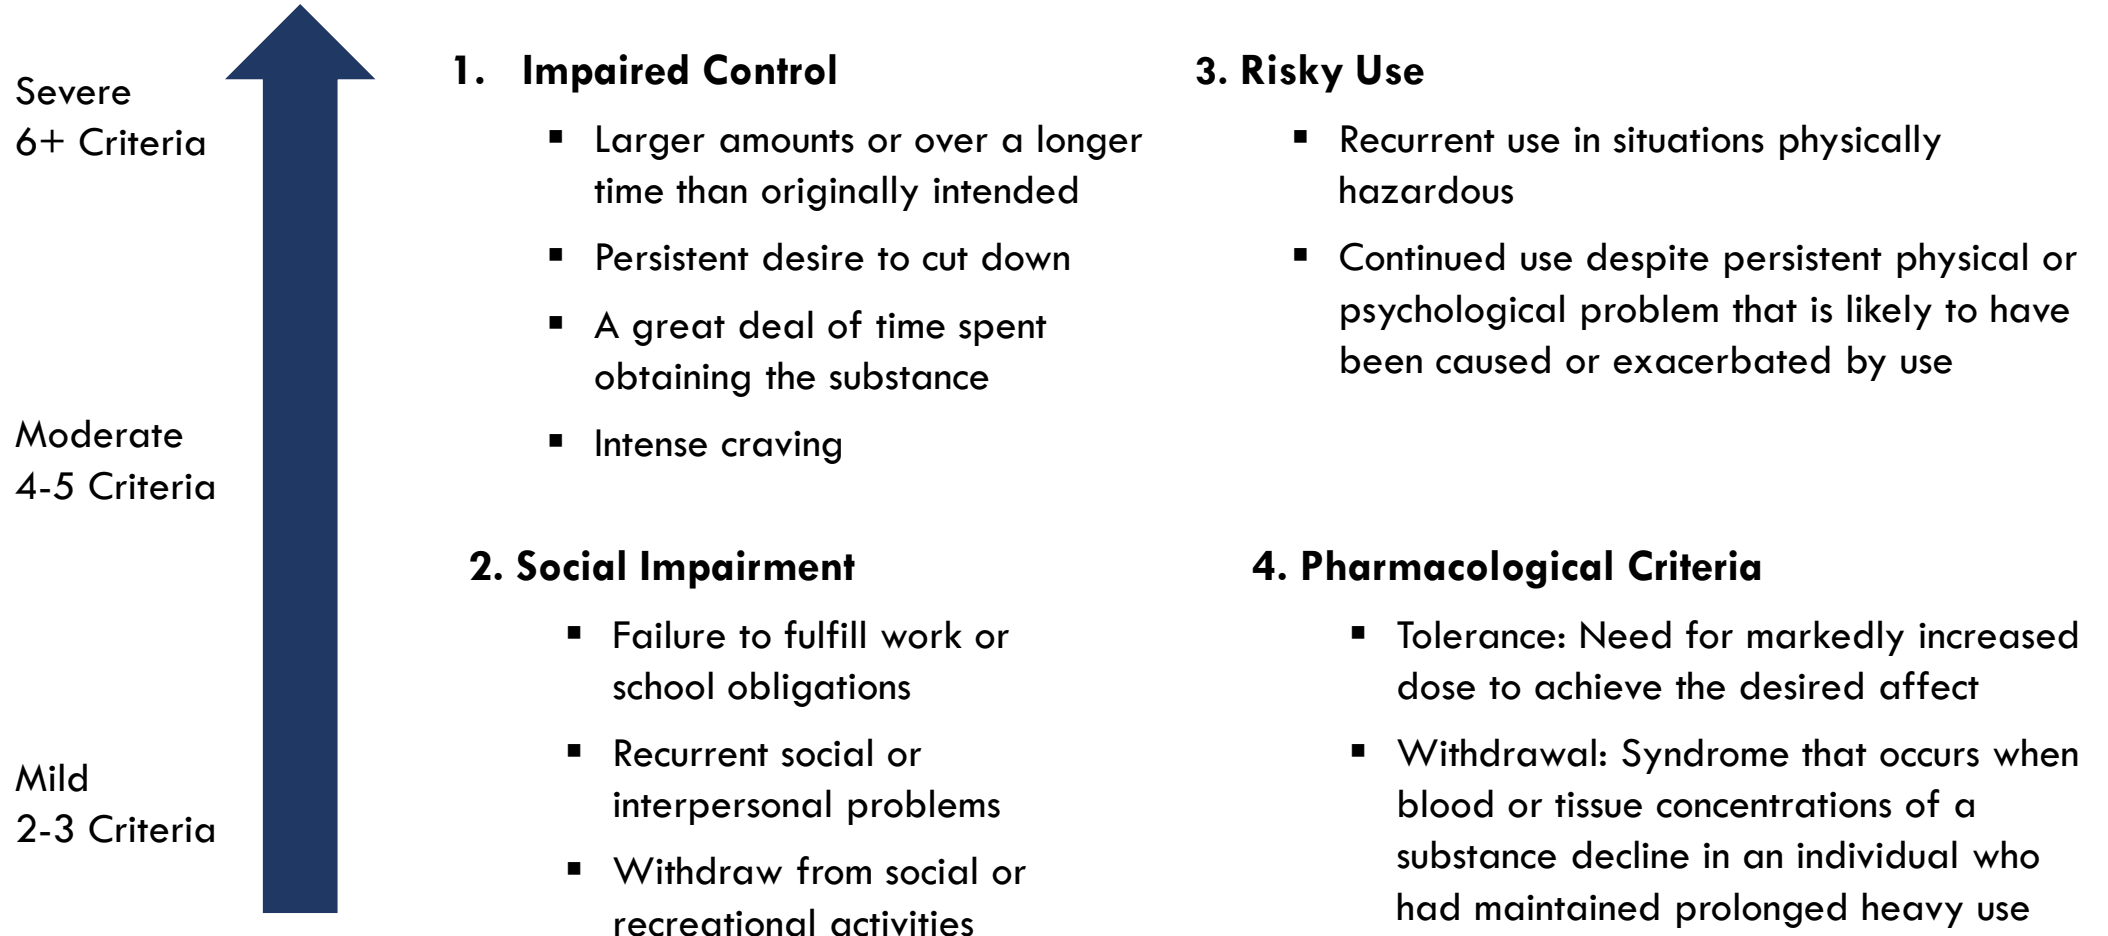 Severe
6+ Criteria
Moderate
4-5 Criteria
Mild
2-3 Criteria
1. Impaired Control
▪ Larger amounts or over a longer
time than originally intended
▪ Persistent desire to cut down
▪ A great deal of time spent
obtaining the substance
▪ Intense craving
2. Social Impairment
▪ Failure to fulfill work or
school obligations
▪ Recurrent social or
interpersonal problems
▪ Withdraw from social or
recreational activities
3. Risky Use
▪ Recurrent use in situations physically
hazardous
▪ Continued use despite persistent physical or
psychological problem that is likely to have
been caused or exacerbated by use
4. Pharmacological Criteria
▪ Tolerance: Need for markedly increased
dose to achieve the desired affect
▪ Withdrawal: Syndrome that occurs when
blood or tissue concentrations of a
substance decline in an individual who
had maintained prolonged heavy use